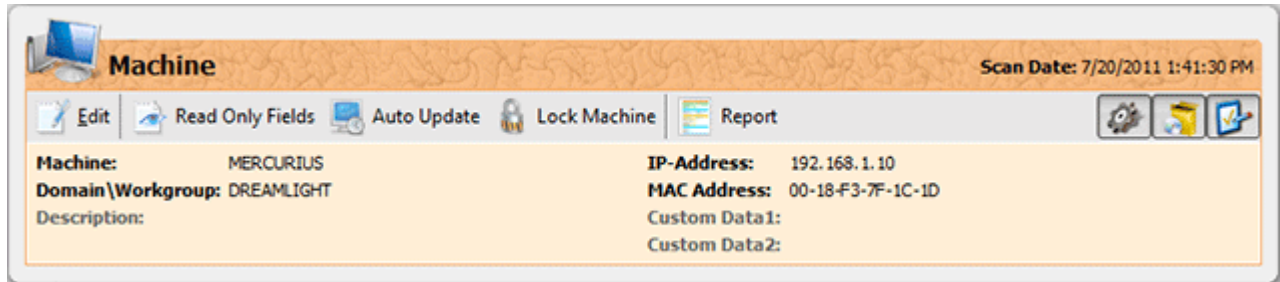 Machine Scan Date: 7/20/2011 1:41:30 PM
Edit Read Only Fields Auto Update Lock Machine Report
Machine: MERCURIUS IP-Address: 192.168.1.10
Domain\Workgroup: DREAMLIGHT MAC Address: 00-18-F3-7F-1C-1D
Description: Custom Data1:
Custom Data2: